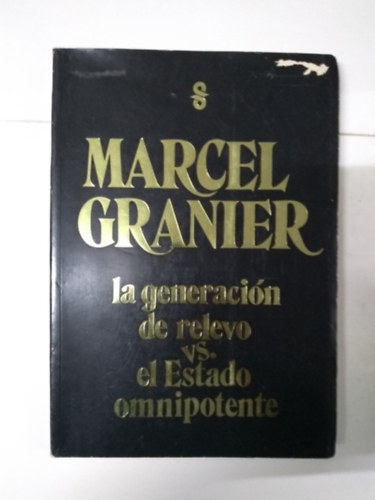 MARCEL
GRANIER
la generación
de relevo
vs.
el Estado
omnipotente